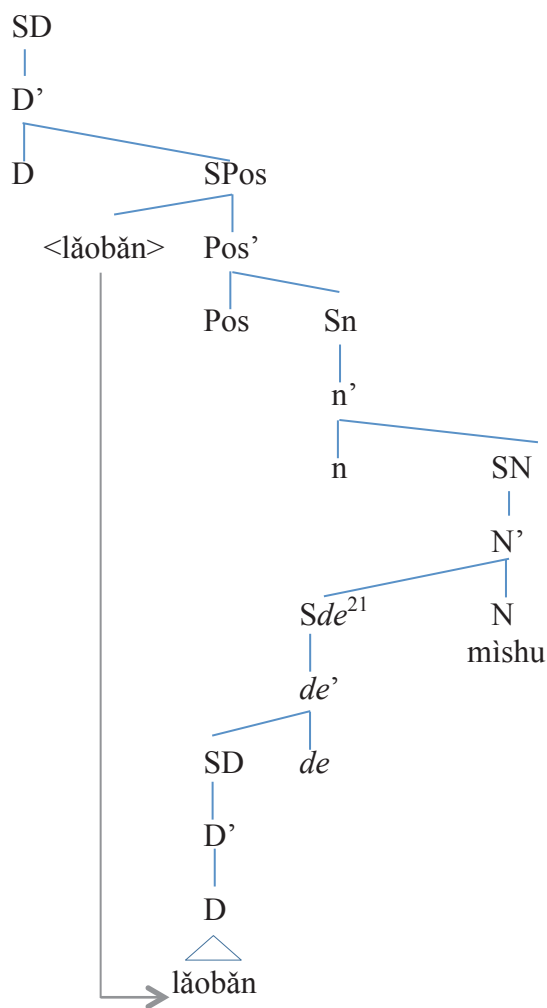 SD
D’
D SPos
<lǎobǎn> Pos’
Pos Sn
n’
n SN
N’
Sde21 N
mìshu
de’
SD de
D’
D
lǎobǎn